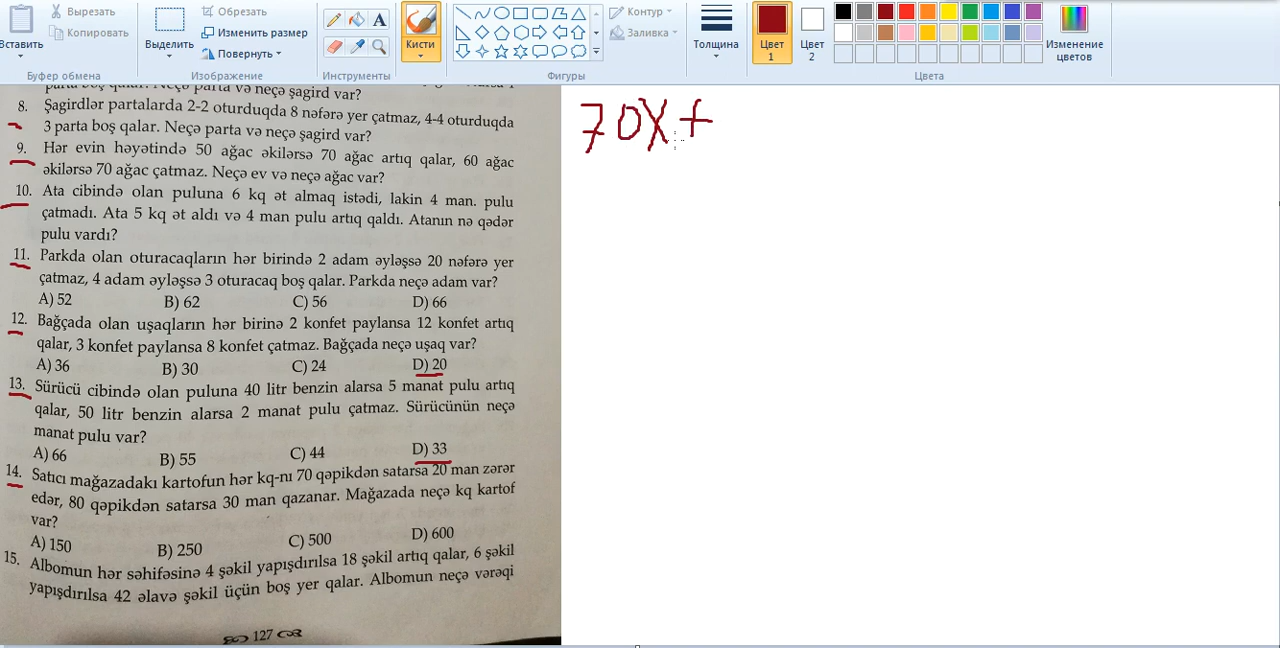 Вставить
Вырезать
Копировать
Буфер обмена
Выделить
Обрезать
Изменить размер
Повернуть
Изображение
A
Инструменты
Кисти
Контур
Заливка
Фигуры
Толщина
Цвет
1
Цвет
2
Изменение
цветов
Цвета
parta və neçə şagird var?
8. Şagirdlər partalarda 2-2 oturduqda 8 nəfərə yer çatmaz, 4-4 oturduqda
3 parta boş qalar. Neçə parta və neçə şagird var?
9. Hər evin həyətində 50 ağac əkilərsə 70 ağac artıq qalar, 60 ağac
əkilərsə 70 ağac çatmaz. Neçə ev və neçə ağac var?
10. Ata cibində olan puluna 6 kq ət almaq istədi, lakin 4 man. pulu
çatmadı. Ata 5 kq ət aldı və 4 man pulu artıq qaldı. Atanın nə qədər
pulu vardı?
11. Parkda olan oturacaqların hər birində 2 adam əyləşsə 20 nəfərə yer
çatmaz, 4 adam əyləşsə 3 oturacaq boş qalar. Parkda neçə adam var?
A) 52 B) 62 C) 56 D) 66
12. Bağçada olan uşaqların hər birinə 2 konfet paylansa 12 konfet artıq
qalar, 3 konfet paylansa 8 konfet çatmaz. Bağçada neçə uşaq var?
A) 36 B) 30 C) 24 D) 20
13. Sürücü cibində olan puluna 40 litr benzin alarsa 5 manat pulu artıq
qalar, 50 litr benzin alarsa 2 manat pulu çatmaz. Sürücünün neçə
manat pulu var?
A) 66 B) 55 C) 44 D) 33
14. Satıcı mağazadakı kartofun hər kq-nı 70 qəpikdən satarsa 20 man zərər
edər, 80 qəpikdən satarsa 30 man qazanar. Mağazada neçə kq kartof
var?
A) 150 B) 250 C) 500 D) 600
15. Albomun hər səhifəsinə 4 şəkil yapışdırılsa 18 şəkil artıq qalar, 6 şəkil
yapışdırılsa 42 əlavə şəkil üçün boş yer qalar. Albomun neçə vərəqi
127
70X+